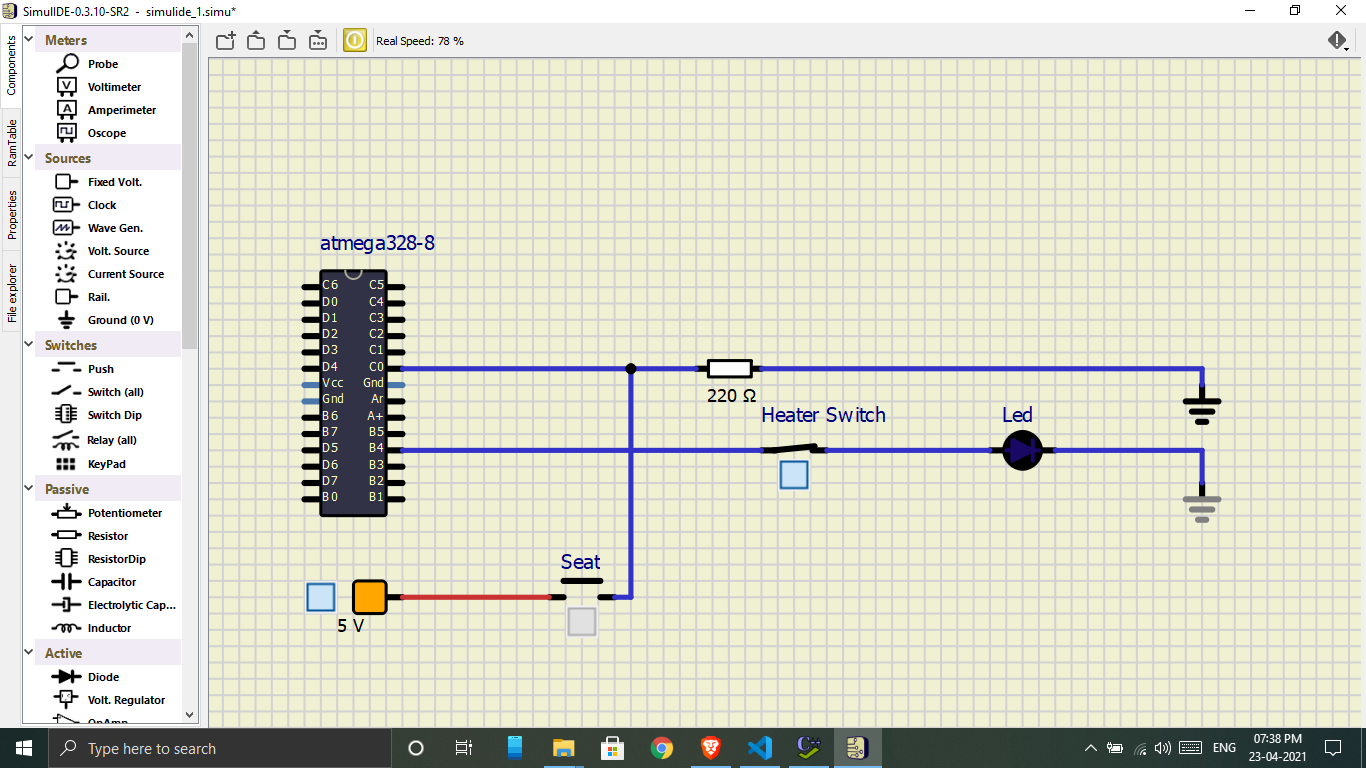 SimulIDE-0.3.10-SR2 - simulide_1.simu*
Components
RamTable
Properties
File explorer
Meters
Probe
Voltimeter
Amperimeter
Oscope
Sources
Fixed Volt.
Clock
Wave Gen.
Volt. Source
Current Source
Rail.
Ground (0 V)
Switches
Push
Switch (all)
Switch Dip
Relay (all)
KeyPad
Passive
Potentiometer
Resistor
ResistorDip
Capacitor
Electrolytic Cap...
Inductor
Active
Diode
Volt. Regulator
OpAmp
Real Speed: 78 %
atmega328-8
C6 C5
D0 C4
D1 C3
D2 C2
D3 C1
D4 C0
Vcc Gnd
Gnd Ar
B6 A+
B7 B5
D5 B4
D6 B3
D7 B2
B0 B1
220 Ω
Heater Switch
Led
Seat
5 V
Type here to search
ENG
07:38 PM
23-04-2021